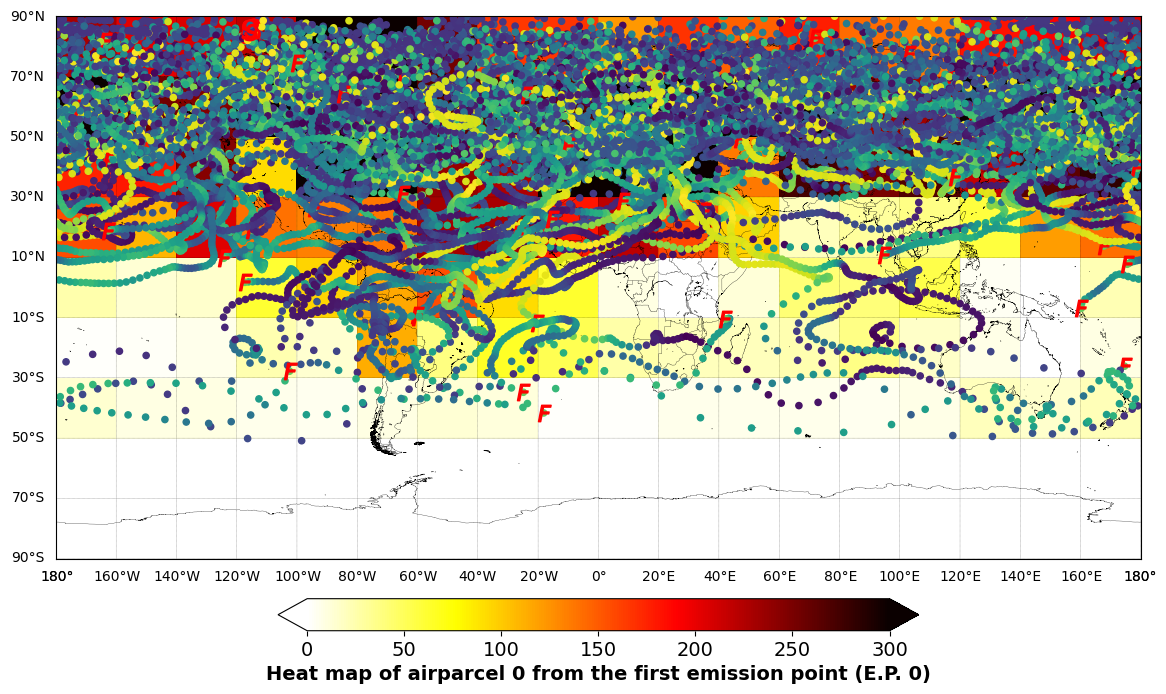 90°N
70°N
50°N
30°N
10°N
10°S
30°S
50°S
70°S
90°S
180° 160°W 140°W 120°W 100°W 80°W 60°W 40°W 20°W 0° 20°E 40°E 60°E 80°E 100°E 120°E 140°E 160°E 180°
F F F F F F F F F F F F F F F F F F F F F F F F F F
0 50 100 150 200 250 300
Heat map of airparcel 0 from the first emission point (E.P. 0)